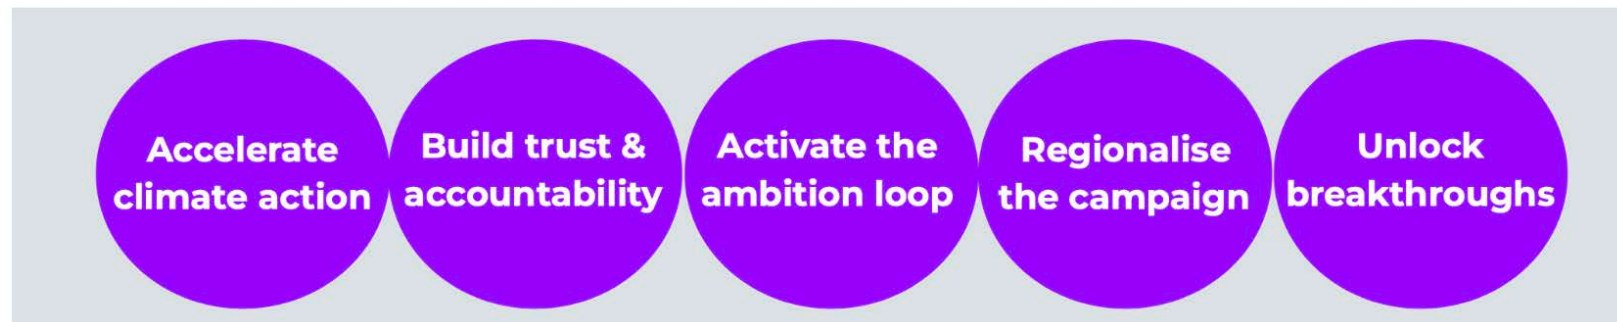 Accelerate
climate action
Build trust &
accountability
Activate the
ambition loop
Regionalise
the campaign
Unlock
breakthroughs